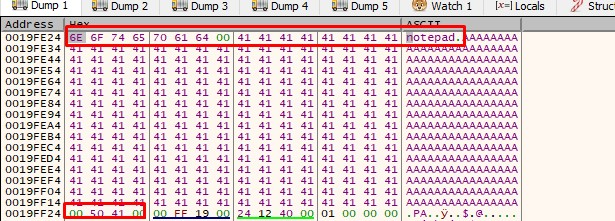 Dump 1 Dump 2 Dump 3 Dump 4 Dump 5 Watch 1 [x=] Locals Struct
Address Hex ASCII
0019FE24 6E 6F 74 65 70 61 64 00 41 41 41 41 41 41 41 41 notepad.AAAAAAAA
0019FE34 41 41 41 41 41 41 41 41 41 41 41 41 41 41 41 41 AAAAAAAAAAAAAAAA
0019FE44 41 41 41 41 41 41 41 41 41 41 41 41 41 41 41 41 AAAAAAAAAAAAAAAA
0019FE54 41 41 41 41 41 41 41 41 41 41 41 41 41 41 41 41 AAAAAAAAAAAAAAAA
0019FE64 41 41 41 41 41 41 41 41 41 41 41 41 41 41 41 41 AAAAAAAAAAAAAAAA
0019FE74 41 41 41 41 41 41 41 41 41 41 41 41 41 41 41 41 AAAAAAAAAAAAAAAA
0019FE84 41 41 41 41 41 41 41 41 41 41 41 41 41 41 41 41 AAAAAAAAAAAAAAAA
0019FE94 41 41 41 41 41 41 41 41 41 41 41 41 41 41 41 41 AAAAAAAAAAAAAAAA
0019FEA4 41 41 41 41 41 41 41 41 41 41 41 41 41 41 41 41 AAAAAAAAAAAAAAAA
0019FEB4 41 41 41 41 41 41 41 41 41 41 41 41 41 41 41 41 AAAAAAAAAAAAAAAA
0019FEC4 41 41 41 41 41 41 41 41 41 41 41 41 41 41 41 41 AAAAAAAAAAAAAAAA
0019FED4 41 41 41 41 41 41 41 41 41 41 41 41 41 41 41 41 AAAAAAAAAAAAAAAA
0019FEE4 41 41 41 41 41 41 41 41 41 41 41 41 41 41 41 41 AAAAAAAAAAAAAAAA
0019FEF4 41 41 41 41 41 41 41 41 41 41 41 41 41 41 41 41 AAAAAAAAAAAAAAAA
0019FF04 41 41 41 41 41 41 41 41 41 41 41 41 41 41 41 41 AAAAAAAAAAAAAAAA
0019FF14 41 41 41 41 41 41 41 41 41 41 41 41 41 41 41 41 AAAAAAAAAAAAAAAA
0019FF24 00 50 41 00 00 FF 19 00 24 12 40 00 01 00 00 00 .PA..ÿ..$.@.....